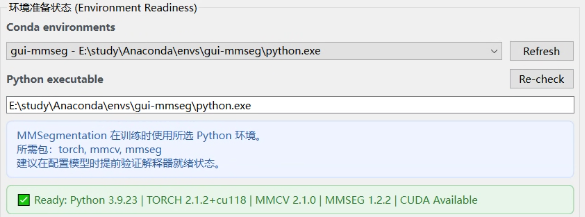 环境准备状态 (Environment Readiness)
Conda environments
gui-mmseg - E:\study\Anaconda\envs\gui-mmseg\python.exe
Refresh
Python executable
Re-check
E:\study\Anaconda\envs\gui-mmseg\python.exe
MMSegmentation 在训练时使用所选 Python 环境。
所需包：torch, mmcv, mmseg
建议在配置模型时提前验证解释器就绪状态。
✅ Ready: Python 3.9.23 | TORCH 2.1.2+cu118 | MMCV 2.1.0 | MMSEG 1.2.2 | CUDA Available